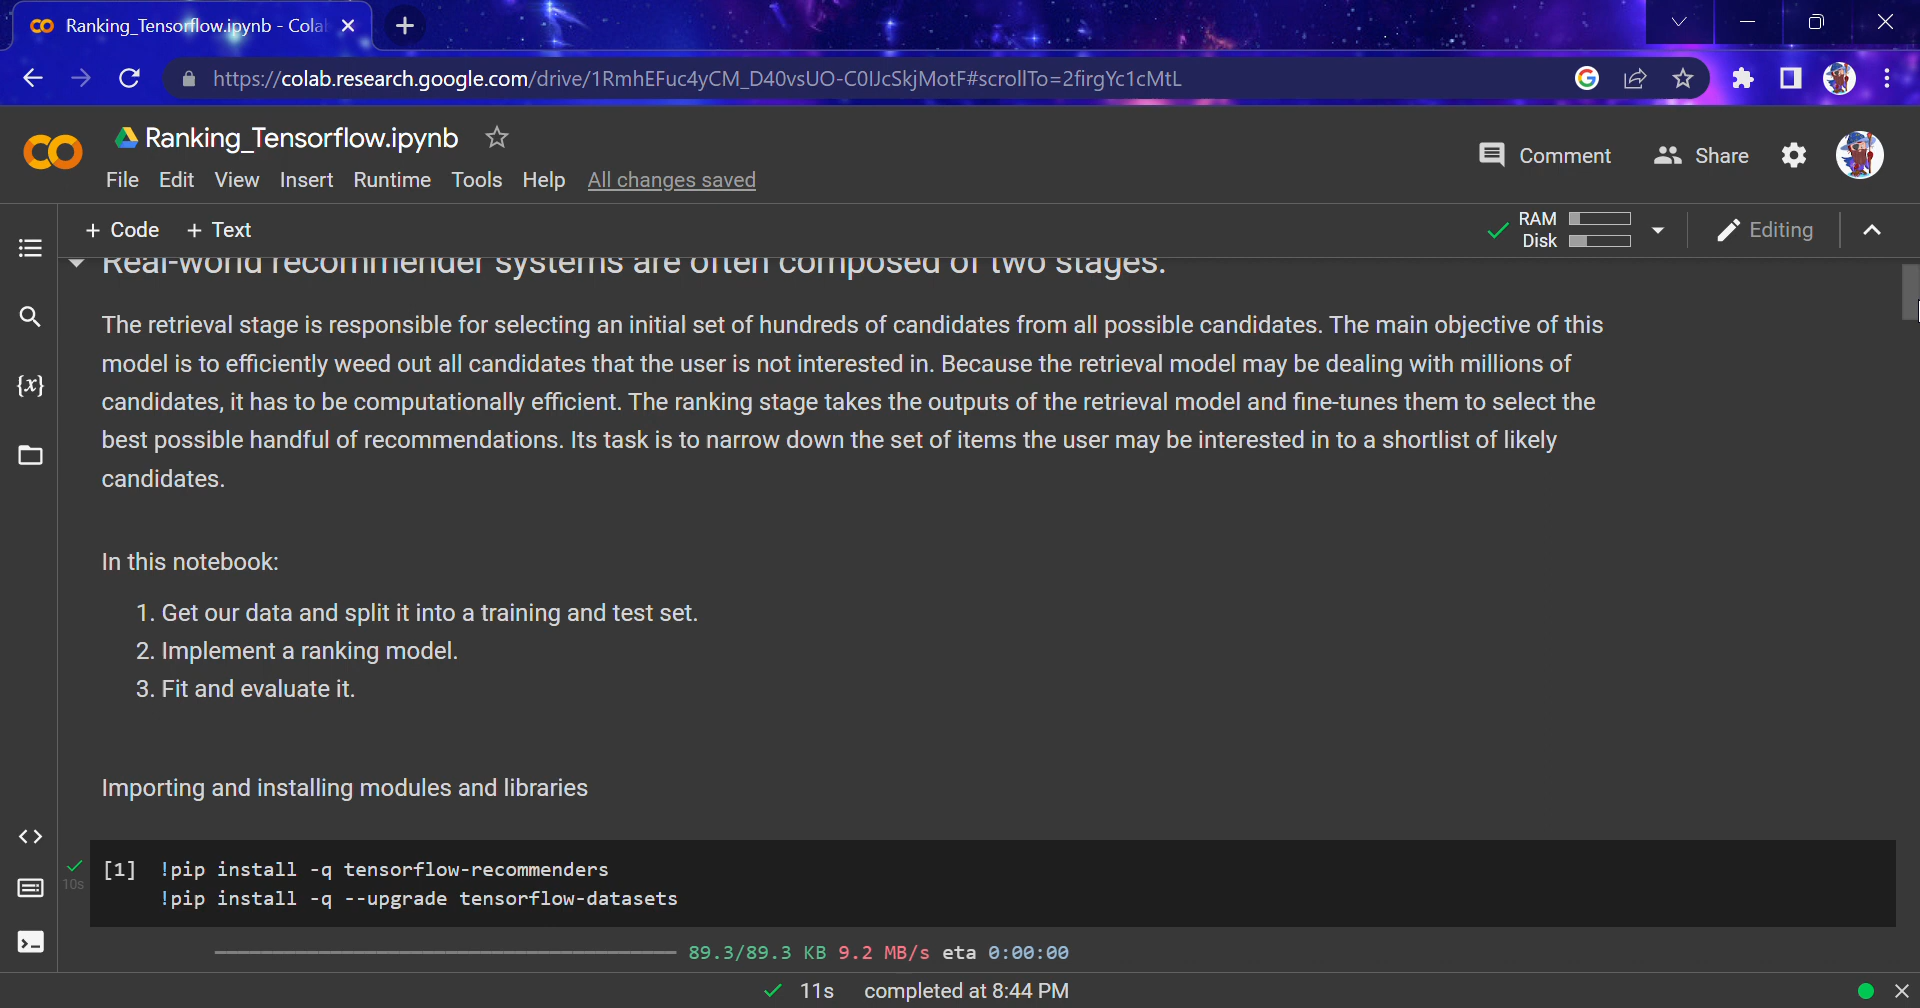 Ranking_Tensorflow.ipynb - Cola
https://colab.research.google.com/drive/1RmhEFuc4yCM_D40vsUO-C0IJcSkjMotF#scrollTo=2firgYc1cMtL
Ranking_Tensorflow.ipynb
Comment
Share
File Edit View Insert Runtime Tools Help All changes saved
+ Code + Text
RAM
Disk
Editing
Real-world recommender systems are often composed of two stages:
The retrieval stage is responsible for selecting an initial set of hundreds of candidates from all possible candidates. The main objective of this
model is to efficiently weed out all candidates that the user is not interested in. Because the retrieval model may be dealing with millions of
candidates, it has to be computationally efficient. The ranking stage takes the outputs of the retrieval model and fine-tunes them to select the
best possible handful of recommendations. Its task is to narrow down the set of items the user may be interested in to a shortlist of likely
candidates.
In this notebook:
1. Get our data and split it into a training and test set.
2. Implement a ranking model.
3. Fit and evaluate it.
Importing and installing modules and libraries
[1] !pip install -q tensorflow-recommenders
10s
!pip install -q --upgrade tensorflow-datasets
89.3/89.3 KB 9.2 MB/s eta 0:00:00
11s completed at 8:44 PM